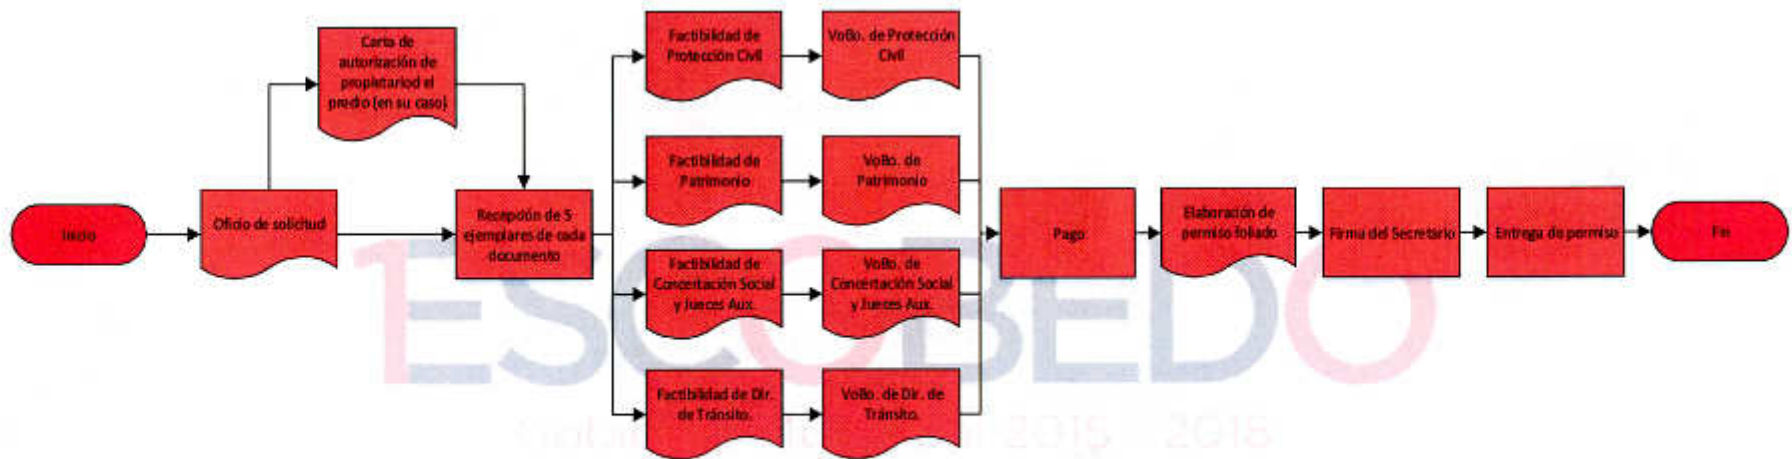 Inicio
Oficio de solicitud
Carta de
autorización de
propietariod el
predio (en su caso)
Recepción de 5
ejemplares de cada
documento
Factibilidad de
Protección Civil
VoBo. de Protección
Civil
Factibilidad de
Patrimonio
VoBo. de
Patrimonio
Factibilidad de
Concertación Social
y Jueces Aux.
VoBo. de
Concertación Social
y Jueces Aux.
Factibilidad de Dir.
de Tránsito.
VoBo. de Dir. de
Tránsito.
Pago
Elaboración de
permiso foliado
Firma del Secretario
Entrega de permiso
Fin
ESCOBEDO
2015 2018